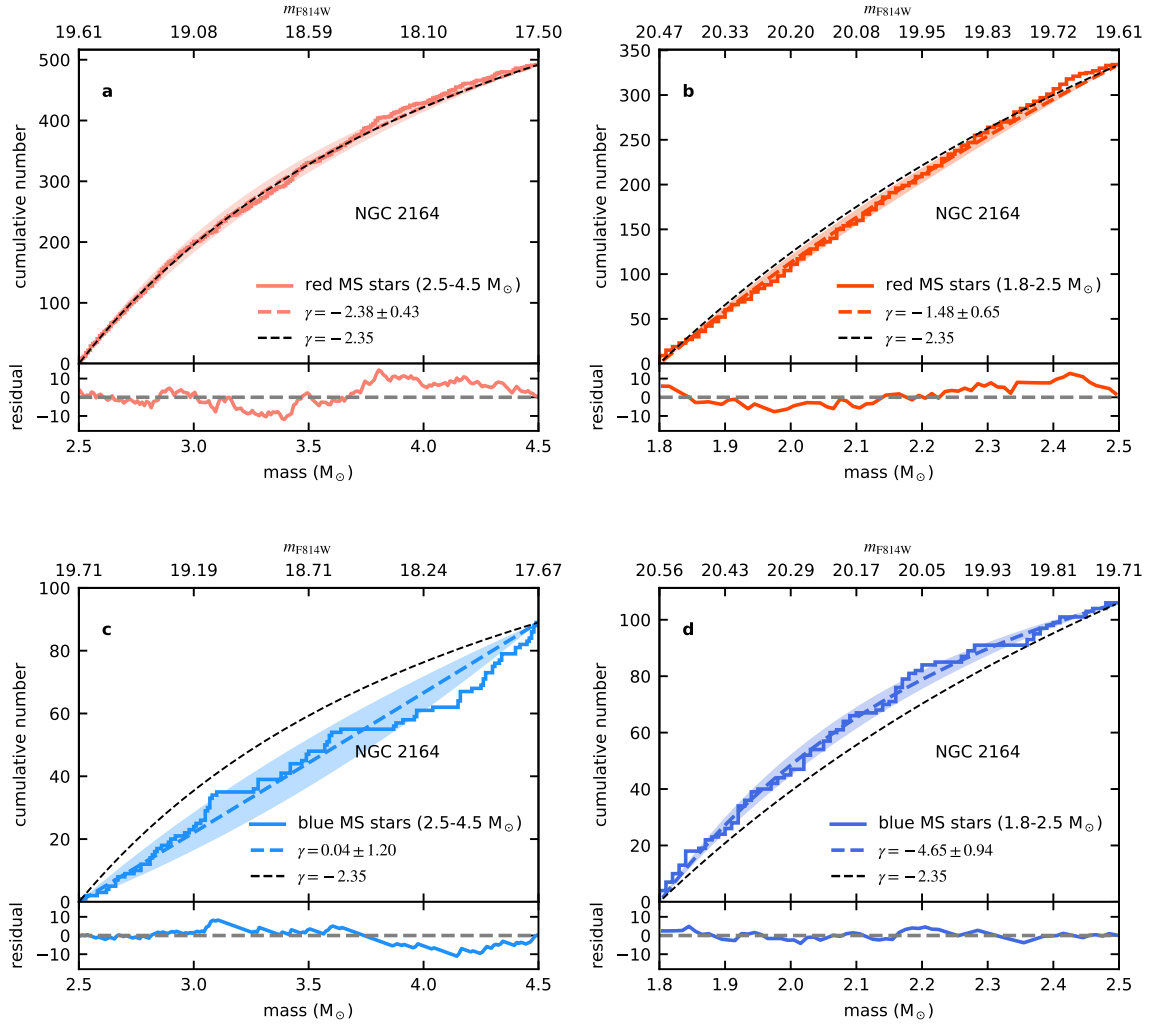 m_F814W
19.61 19.08 18.59 18.10 17.50
a
cumulative number
500
400
300
200
100
0
NGC 2164
red MS stars (2.5-4.5 M⊙)
γ = −2.38 ± 0.43
γ = −2.35
residual
10
0
−10
2.5 3.0 3.5 4.0 4.5
mass (M⊙)
m_F814W
20.47 20.33 20.20 20.08 19.95 19.83 19.72 19.61
b
cumulative number
350
300
250
200
150
100
50
0
NGC 2164
red MS stars (1.8-2.5 M⊙)
γ = −1.48 ± 0.65
γ = −2.35
residual
10
0
−10
1.8 1.9 2.0 2.1 2.2 2.3 2.4 2.5
mass (M⊙)
m_F814W
19.71 19.19 18.71 18.24 17.67
c
cumulative number
100
80
60
40
20
0
NGC 2164
blue MS stars (2.5-4.5 M⊙)
γ = 0.04 ± 1.20
γ = −2.35
residual
10
0
−10
2.5 3.0 3.5 4.0 4.5
mass (M⊙)
m_F814W
20.56 20.43 20.29 20.17 20.05 19.93 19.81 19.71
d
cumulative number
100
80
60
40
20
0
NGC 2164
blue MS stars (1.8-2.5 M⊙)
γ = −4.65 ± 0.94
γ = −2.35
residual
10
0
−10
1.8 1.9 2.0 2.1 2.2 2.3 2.4 2.5
mass (M⊙)